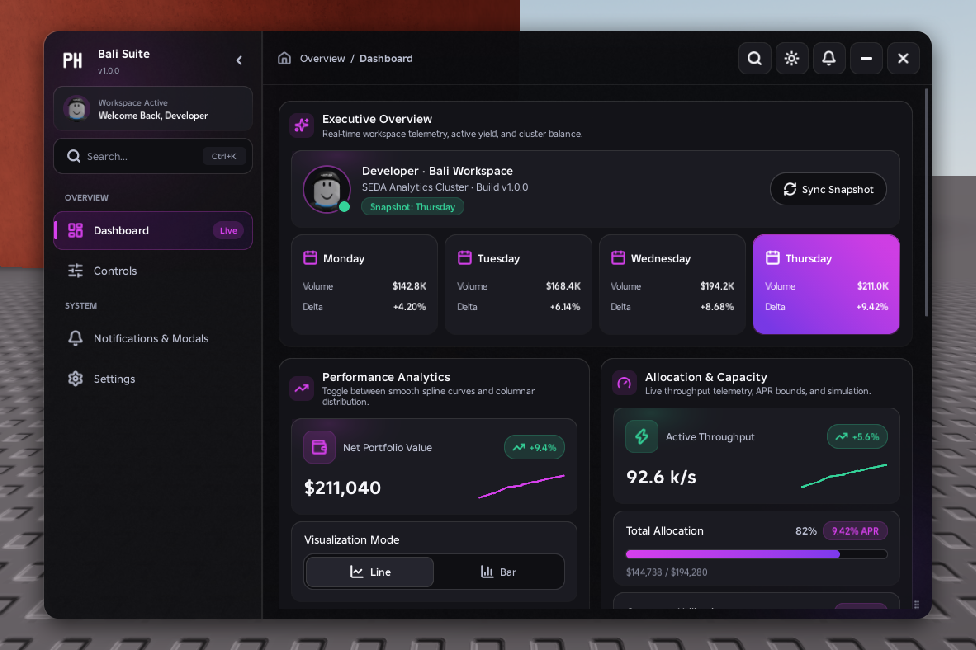 PH
Bali Suite
v1.0.0
Workspace Active
Welcome Back, Developer
Search...
Ctrl+K
OVERVIEW
Dashboard
Live
Controls
SYSTEM
Notifications & Modals
Settings
Overview / Dashboard
Executive Overview
Real-time workspace telemetry, active yield, and cluster balance.
Developer · Bali Workspace
SEDA Analytics Cluster · Build v1.0.0
Snapshot: Thursday
Sync Snapshot
Monday
Volume $142.8K
Delta +4.20%
Tuesday
Volume $168.4K
Delta +6.14%
Wednesday
Volume $194.2K
Delta +8.68%
Thursday
Volume $211.0K
Delta +9.42%
Performance Analytics
Toggle between smooth spline curves and columnar
distribution.
Net Portfolio Value
+9.4%
$211,040
Visualization Mode
Line
Bar
Allocation & Capacity
Live throughput telemetry, APR bounds, and simulation.
Active Throughput
+5.6%
92.6 k/s
Total Allocation
82%
9.42% APR
$144,738 / $194,280